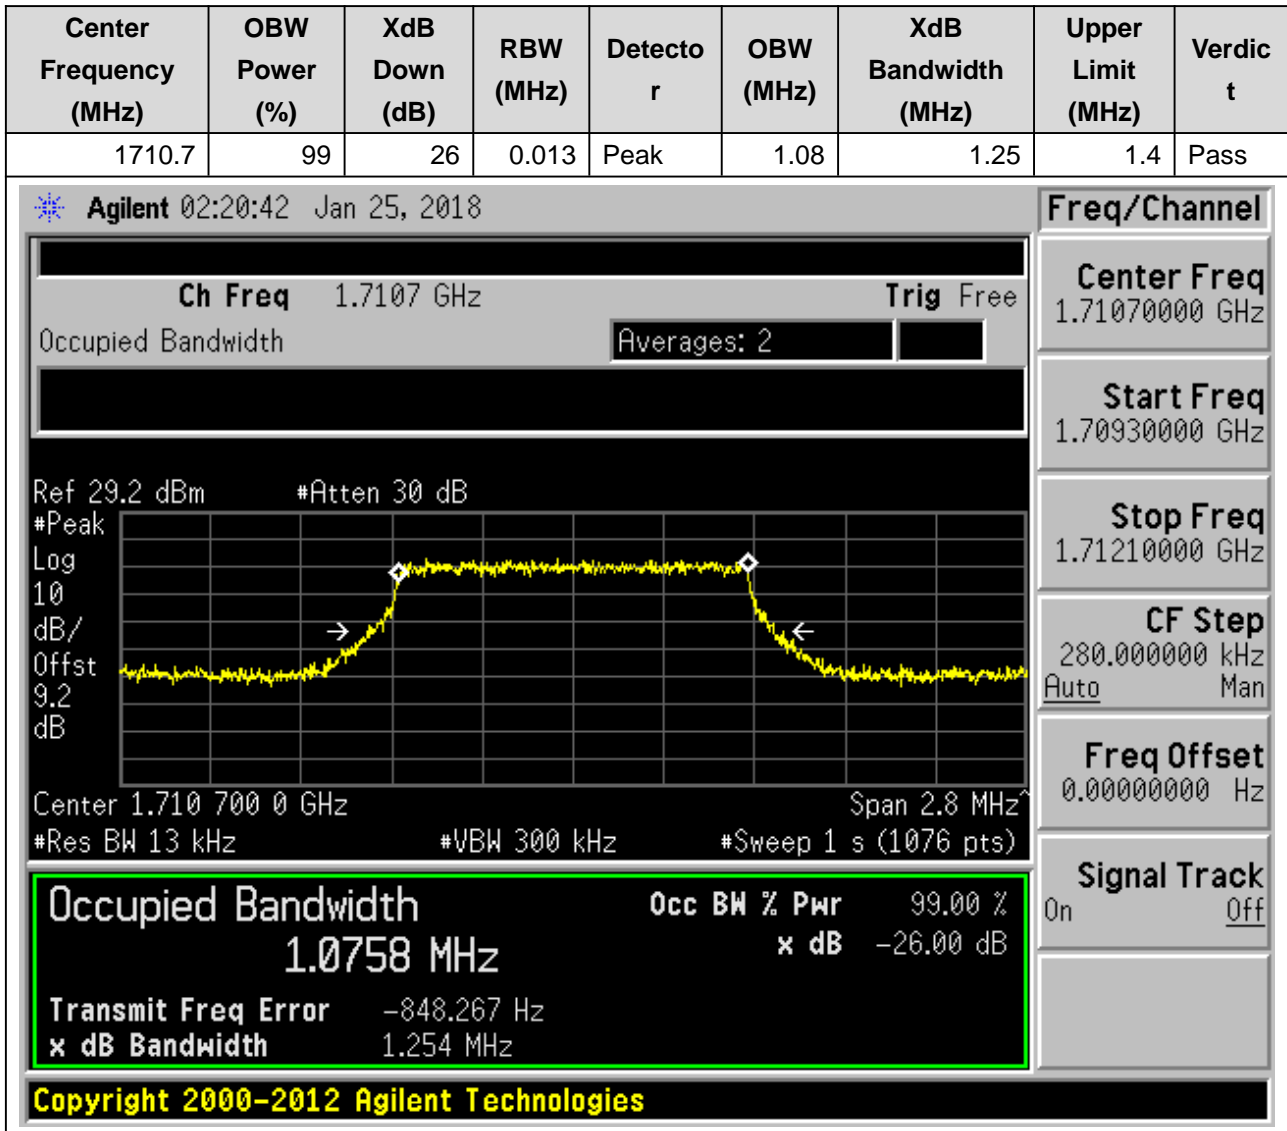 Center Frequency (MHz) OBW Power (%) XdB Down (dB) RBW (MHz) Detector OBW (MHz) XdB Bandwidth (MHz) Upper Limit (MHz) Verdict
1710.7 99 26 0.013 Peak 1.08 1.25 1.4 Pass
Agilent 02:20:42 Jan 25, 2018
Freq/Channel
Ch Freq 1.7107 GHz Trig Free
Occupied Bandwidth Averages: 2
Center Freq
1.71070000 GHz
Start Freq
1.70930000 GHz
Stop Freq
1.71210000 GHz
CF Step
280.000000 kHz
Auto Man
Freq Offset
0.00000000 Hz
Signal Track
On Off
Ref 29.2 dBm #Atten 30 dB
#Peak
Log
10
dB/
Offst
9.2
dB
Center 1.710 700 0 GHz Span 2.8 MHz^
#Res BW 13 kHz #VBW 300 kHz #Sweep 1 s (1076 pts)
Occupied Bandwidth
1.0758 MHz
Occ BW % Pwr 99.00 %
x dB -26.00 dB
Transmit Freq Error -848.267 Hz
x dB Bandwidth 1.254 MHz
Copyright 2000-2012 Agilent Technologies